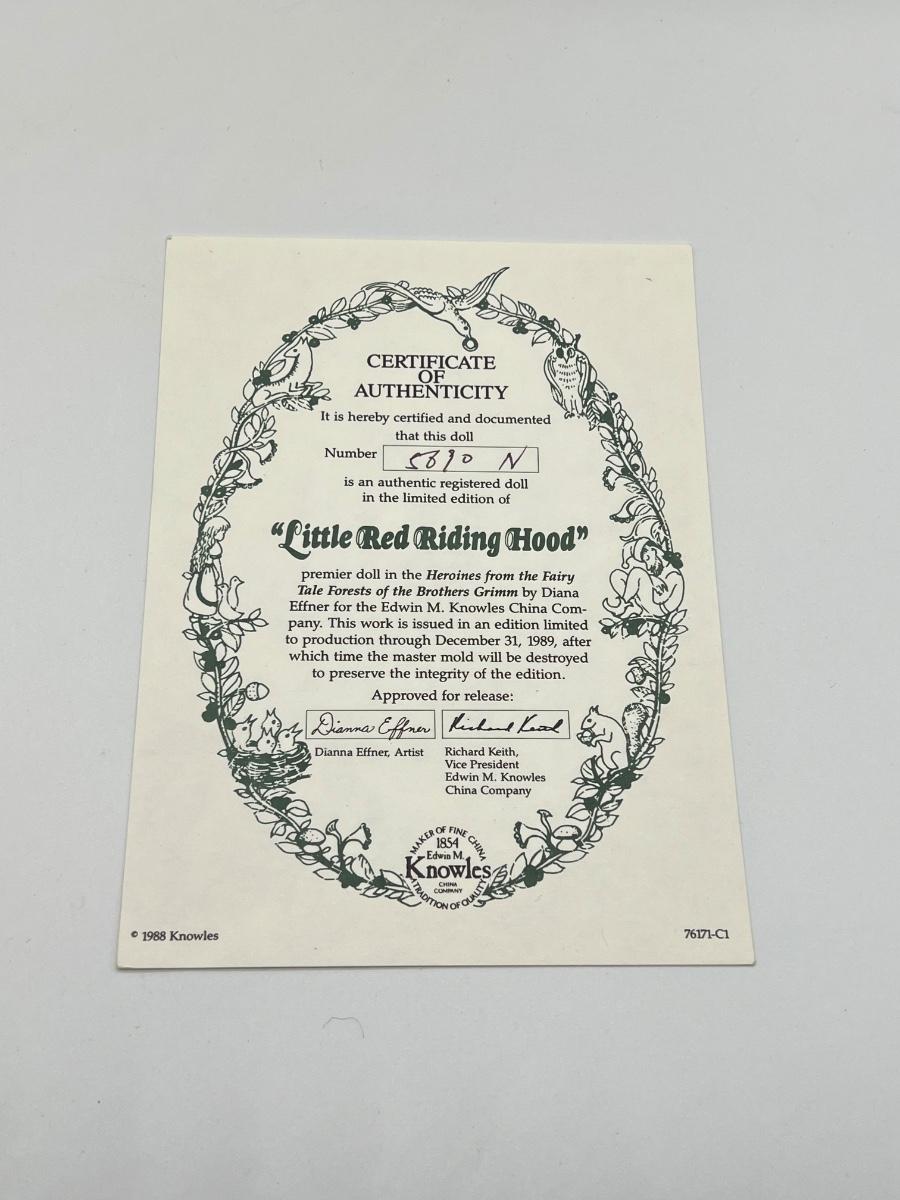 CERTIFICATE
OF
AUTHENTICITY
It is hereby certified and documented
that this doll
Number 5690 N
is an authentic registered doll
in the limited edition of
"Little Red Riding Hood"
premier doll in the Heroines from the Fairy
Tale Forests of the Brothers Grimm by Diana
Effner for the Edwin M. Knowles China Com-
pany. This work is issued in an edition limited
to production through December 31, 1989, after
which time the master mold will be destroyed
to preserve the integrity of the edition.
Approved for release:
Dianna Effner Richard Keith
Dianna Effner, Artist
Richard Keith,
Vice President
Edwin M. Knowles
China Company
MAKER OF FINE CHINA
1854
Edwin M.
Knowles
CHINA
COMPANY
A TRADITION OF QUALITY
© 1988 Knowles
76171-C1